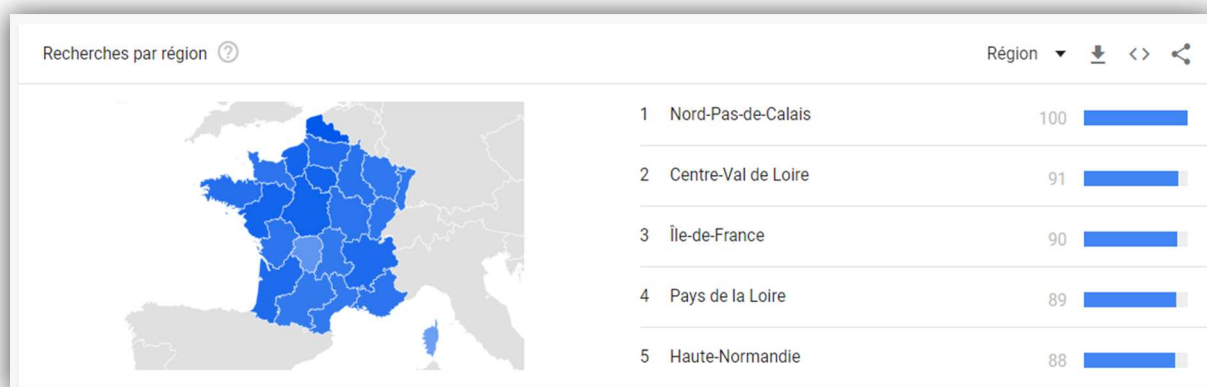 Recherches par région ?
Région
1 Nord-Pas-de-Calais 100
2 Centre-Val de Loire 91
3 Île-de-France 90
4 Pays de la Loire 89
5 Haute-Normandie 88